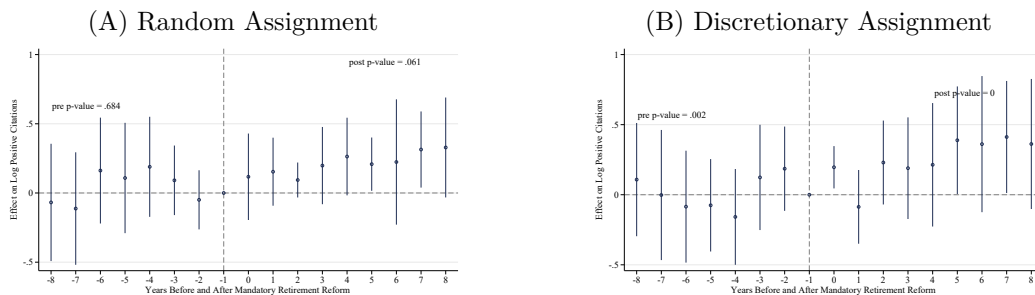 (A) Random Assignment
(B) Discretionary Assignment
Effect on Log Positive Citations
1
.5
0
-.5
pre p-value = .684
post p-value = .061
-8 -7 -6 -5 -4 -3 -2 -1 0 1 2 3 4 5 6 7 8
Years Before and After Mandatory Retirement Reform
Effect on Log Positive Citations
1
.5
0
-.5
pre p-value = .002
post p-value = 0
-8 -7 -6 -5 -4 -3 -2 -1 0 1 2 3 4 5 6 7 8
Years Before and After Mandatory Retirement Reform